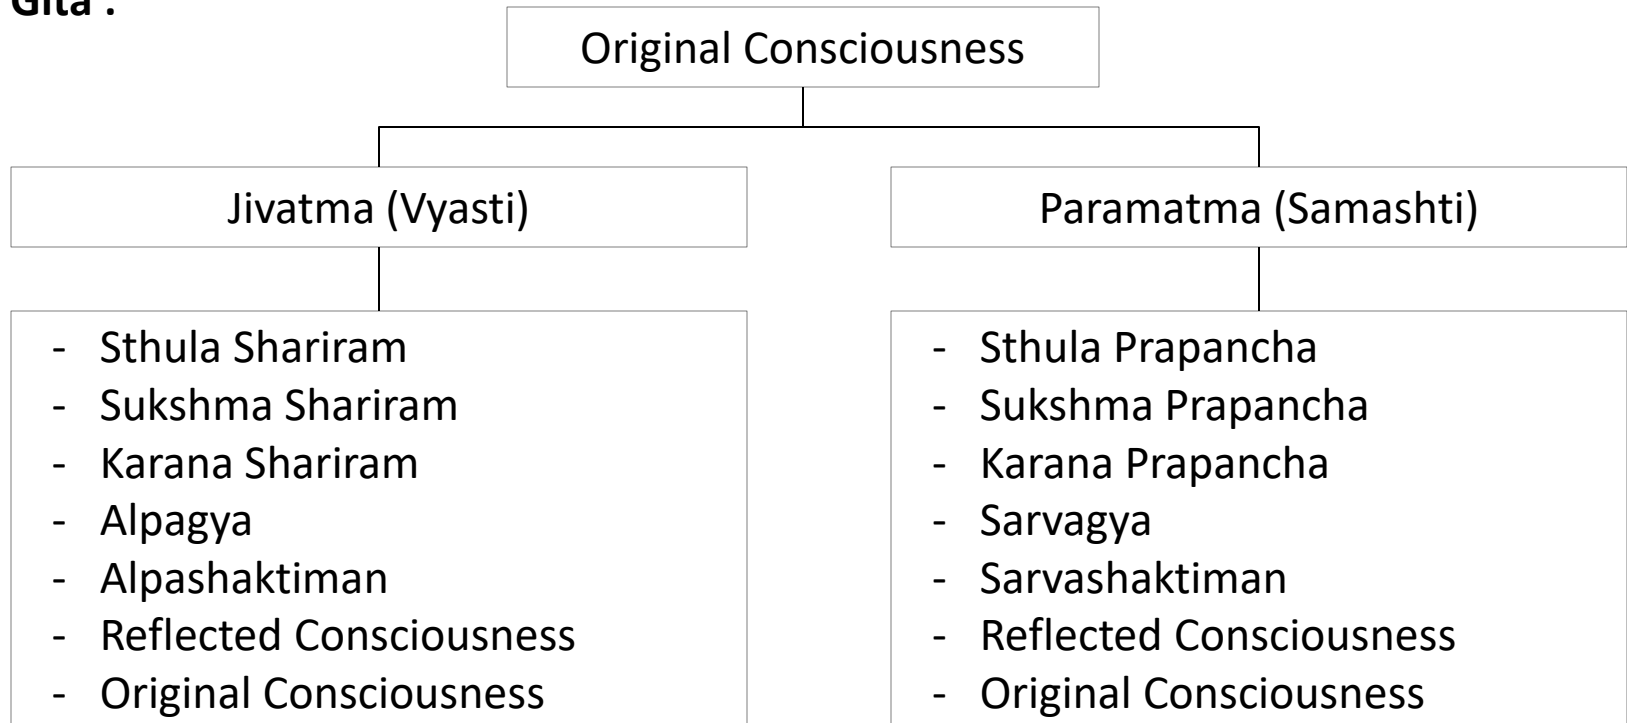 Gita :
Original Consciousness
Jivatma (Vyasti)
Paramatma (Samashti)
- Sthula Shariram
- Sukshma Shariram
- Karana Shariram
- Alpagya
- Alpashaktiman
- Reflected Consciousness
- Original Consciousness
- Sthula Prapancha
- Sukshma Prapancha
- Karana Prapancha
- Sarvagya
- Sarvashaktiman
- Reflected Consciousness
- Original Consciousness